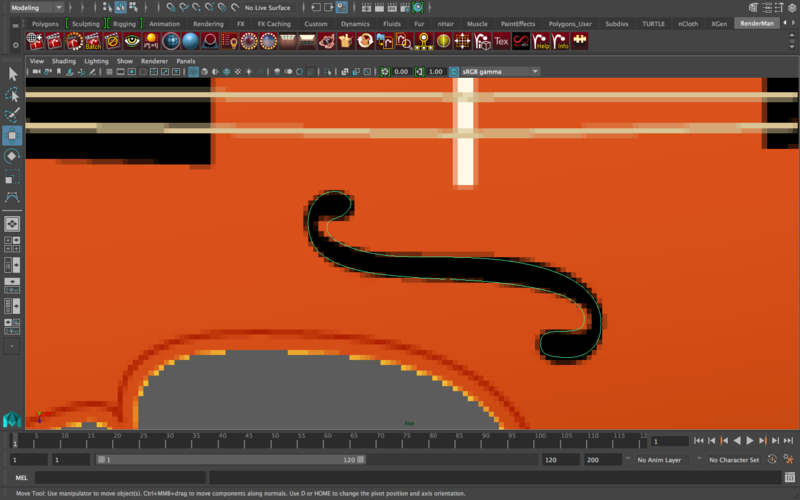 Modeling No Live Surface
Polygons Sculpting Rigging Animation Rendering FX FX Caching Custom Dynamics Fluids Fur nHair Muscle PaintEffects Polygons_User Subdivs TURTLE nCloth XGen RenderMan
Batch Tex Help Info
View Shading Lighting Show Renderer Panels
0.00 1.00 sRGB gamma
top
1 5 10 15 20 25 30 35 40 45 50 55 60 65 70 75 80 85 90 95 100 105 110 115 12 1
1 1 1 120 120 200 No Anim Layer No Character Set
MEL
Move Tool: Use manipulator to move object(s). Ctrl+MMB+drag to move components along normals. Use D or HOME to change the pivot position and axis orientation.